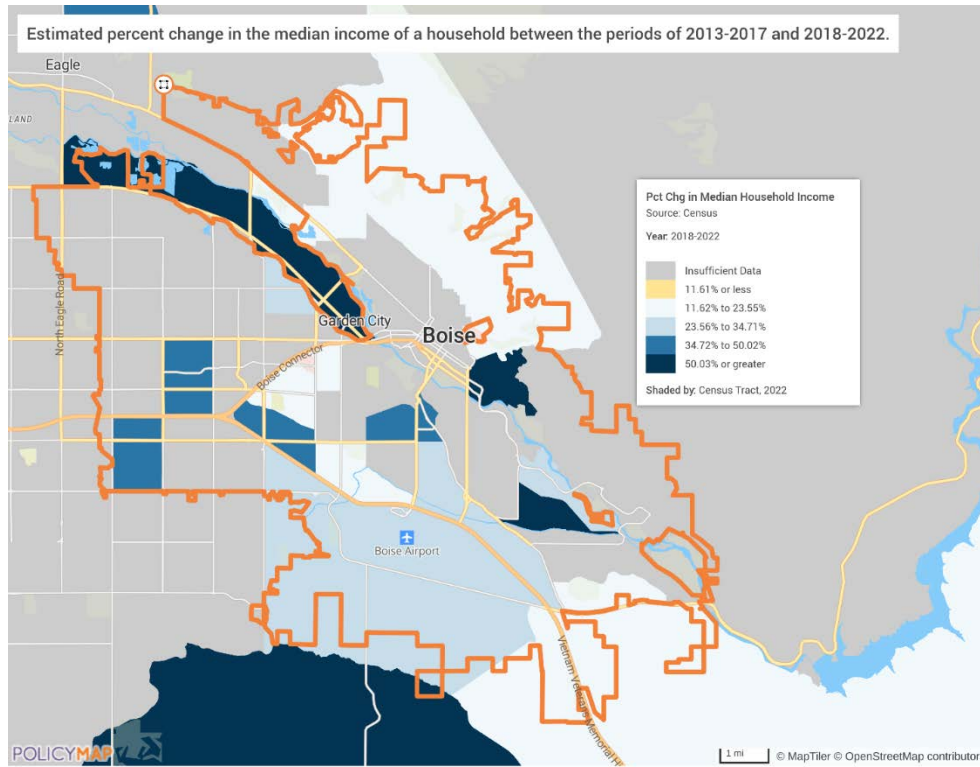 Estimated percent change in the median income of a household between the periods of 2013-2017 and 2018-2022.
Eagle
LAND
North Eagle Road
Garden City
Boise
Boise Connector
Boise Airport
Vietnam Veterans Memorial H
Pct Chg in Median Household Income
Source: Census
Year: 2018-2022
Insufficient Data
11.61% or less
11.62% to 23.55%
23.56% to 34.71%
34.72% to 50.02%
50.03% or greater
Shaded by: Census Tract, 2022
POLICYMAP
1 mi
© MapTiler © OpenStreetMap contributor